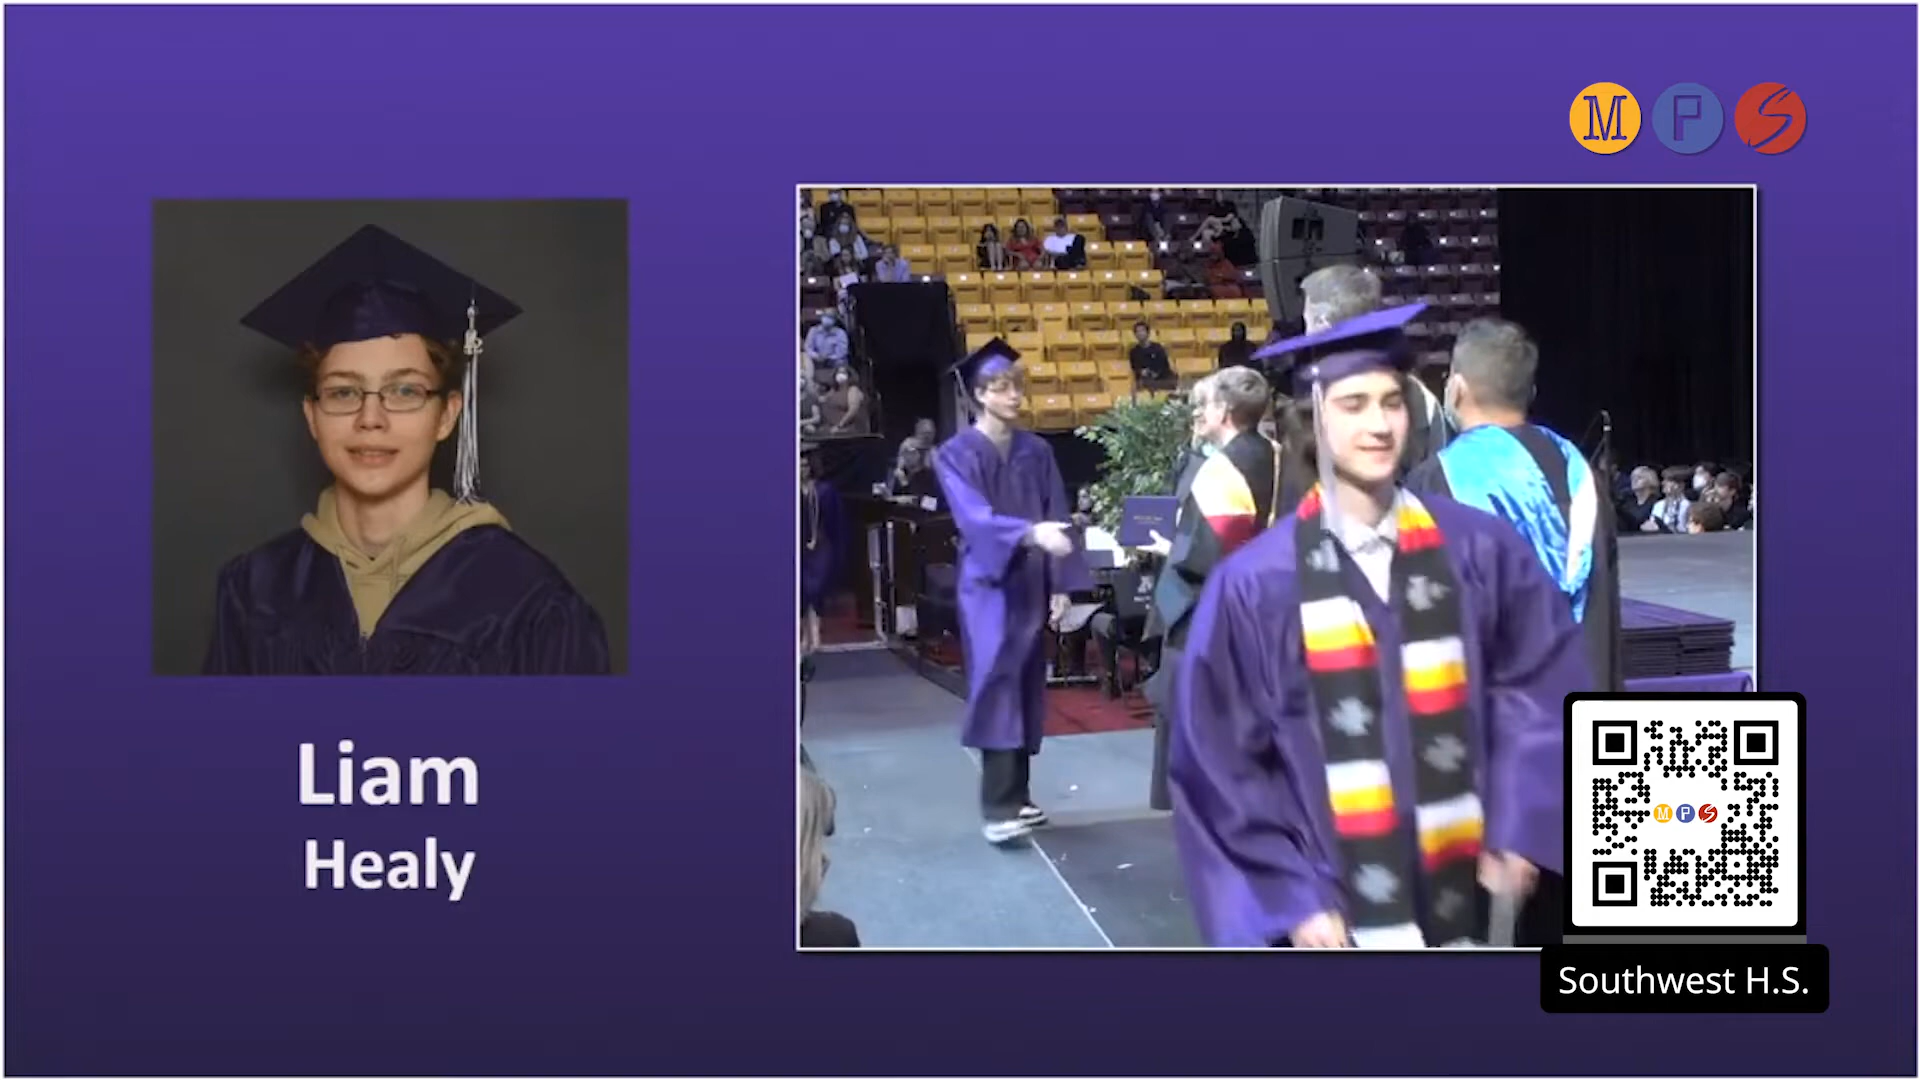 M P S
Liam
Healy
M P S
Southwest H.S.